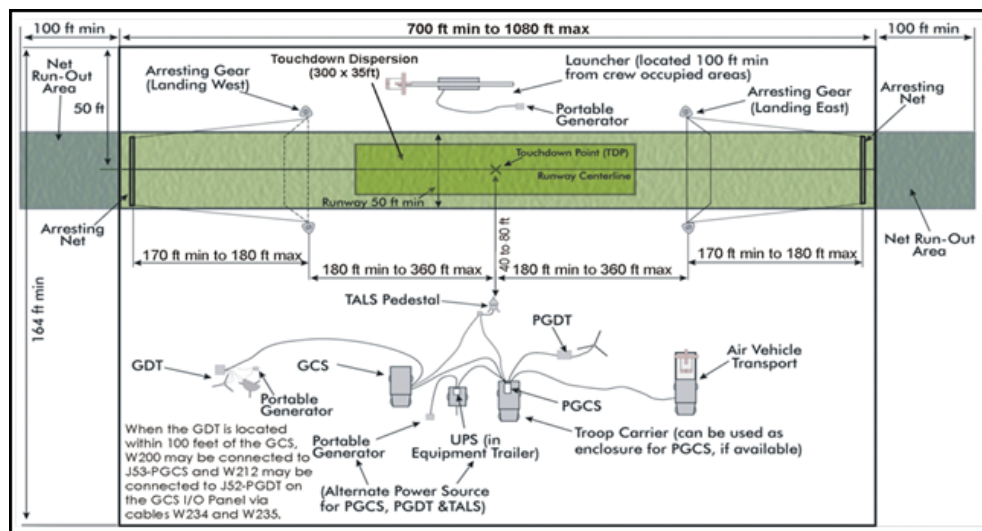 100 ft min
700 ft min to 1080 ft max
100 ft min
Net
Run-Out
Area
50 ft
Arresting Gear
(Landing West)
Touchdown Dispersion
(300 x 35ft)
Launcher (located 100 ft min
from crew occupied areas)
Portable
Generator
Arresting Gear
(Landing East)
Arresting
Net
Touchdown Point (TDP)
Runway Centerline
Runway 50 ft min
Arresting
Net
Net Run-Out
Area
170 ft min to 180 ft max
180 ft min to 360 ft max
40 to 80 ft
180 ft min to 360 ft max
170 ft min to 180 ft max
164 ft min
TALS Pedestal
PGDT
GDT
GCS
Air Vehicle
Transport
Portable
Generator
PGCS
When the GDT is located
within 100 feet of the GCS,
W200 may be connected to
J53-PGCS and W212 may be
connected to J52-PGDT on
the GCS I/O Panel via
cables W234 and W235.
Portable
Generator
UPS (in
Equipment Trailer)
Troop Carrier (can be used as
enclosure for PGCS, if available)
(Alternate Power Source
for PGCS, PGDT &TALS)